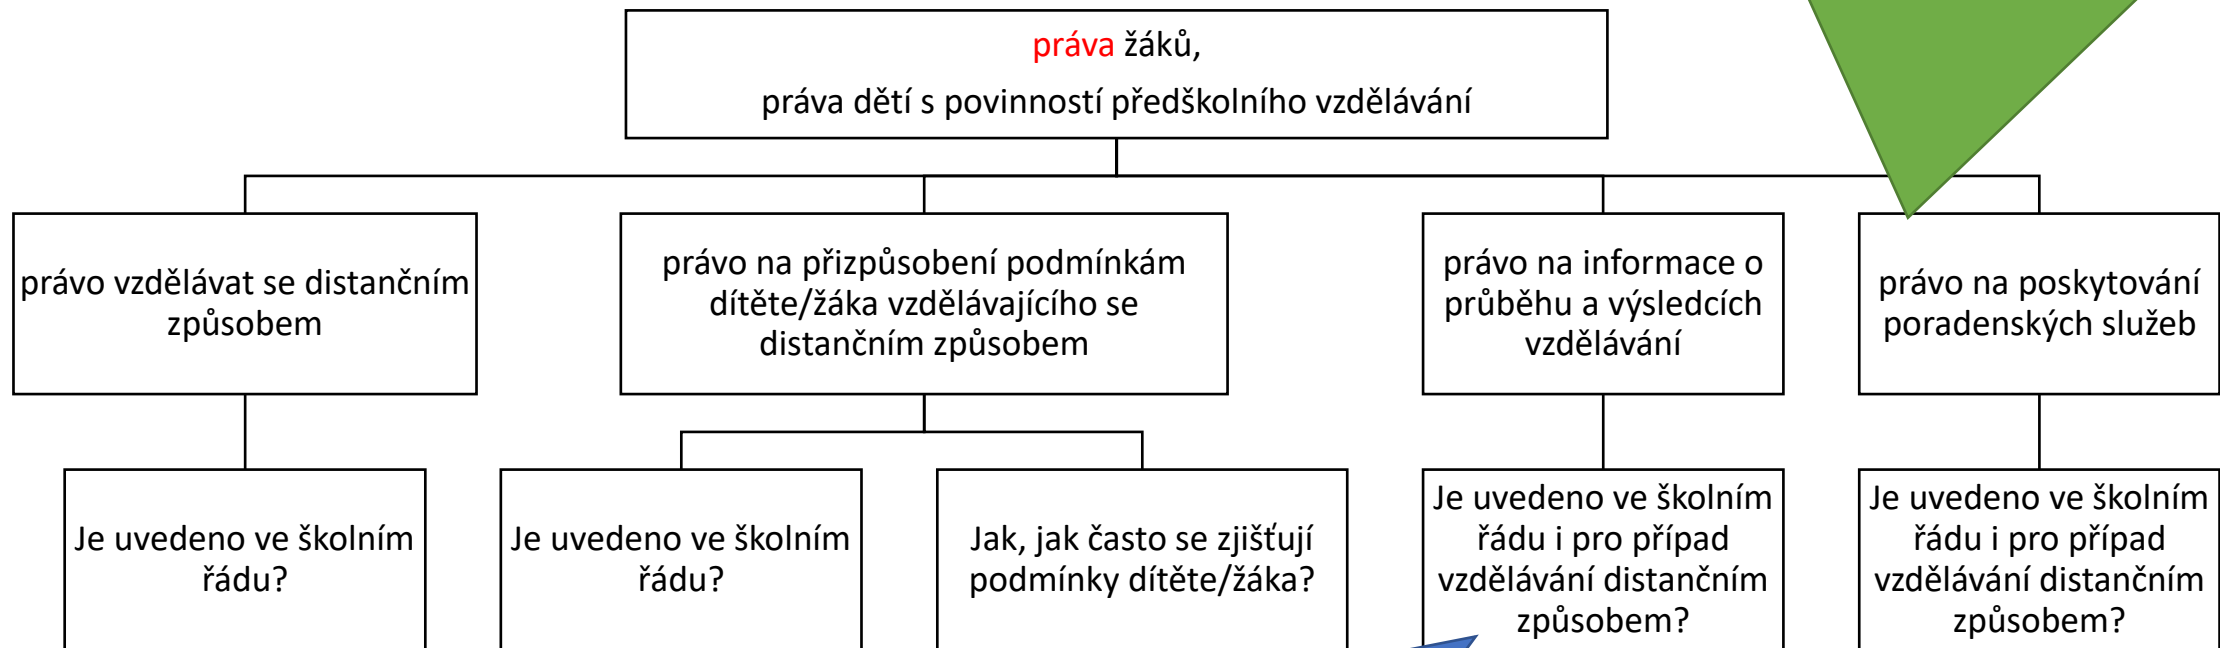 práva žáků,
práva dětí s povinností předškolního vzdělávání
právo vzdělávat se distančním
způsobem
právo na přizpůsobení podmínkám
dítěte/žáka vzdělávajícího se
distančním způsobem
právo na informace o
průběhu a výsledcích
vzdělávání
právo na poskytování
poradenských služeb
Je uvedeno ve školním
řádu?
Je uvedeno ve školním
řádu?
Jak, jak často se zjišťují
podmínky dítěte/žáka?
Je uvedeno ve školním
řádu i pro případ
vzdělávání distančním
způsobem?
Je uvedeno ve školním
řádu i pro případ
vzdělávání distančním
způsobem?